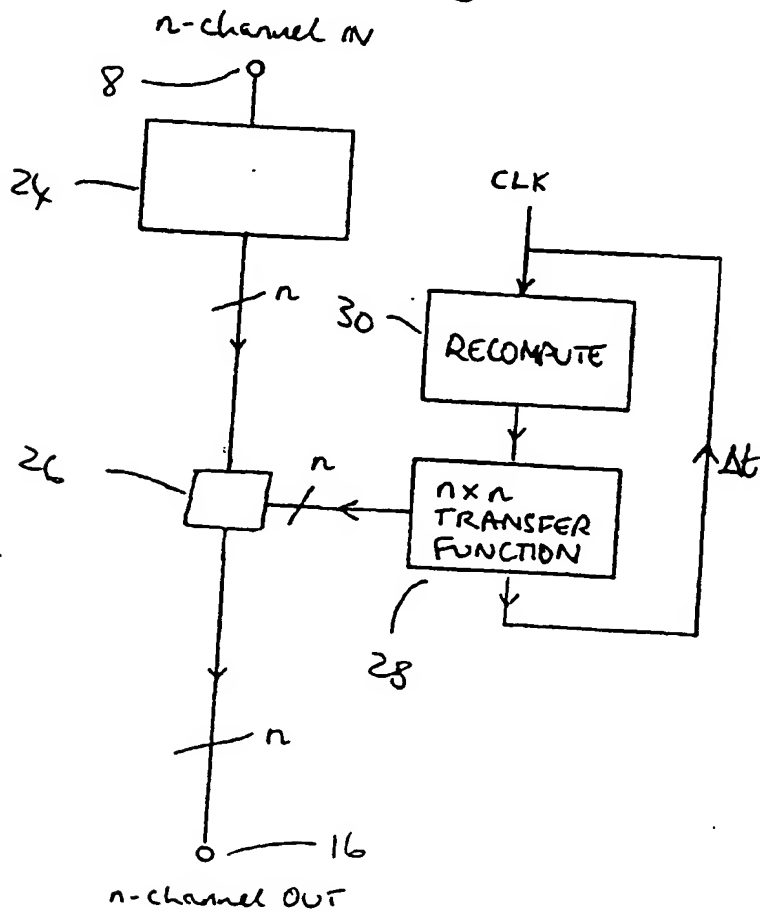 n-channel IN
8
24
CLK
n
30
RECOMPUTE
Δt
26
n
n x n
TRANSFER
FUNCTION
28
n
16
n-channel OUT